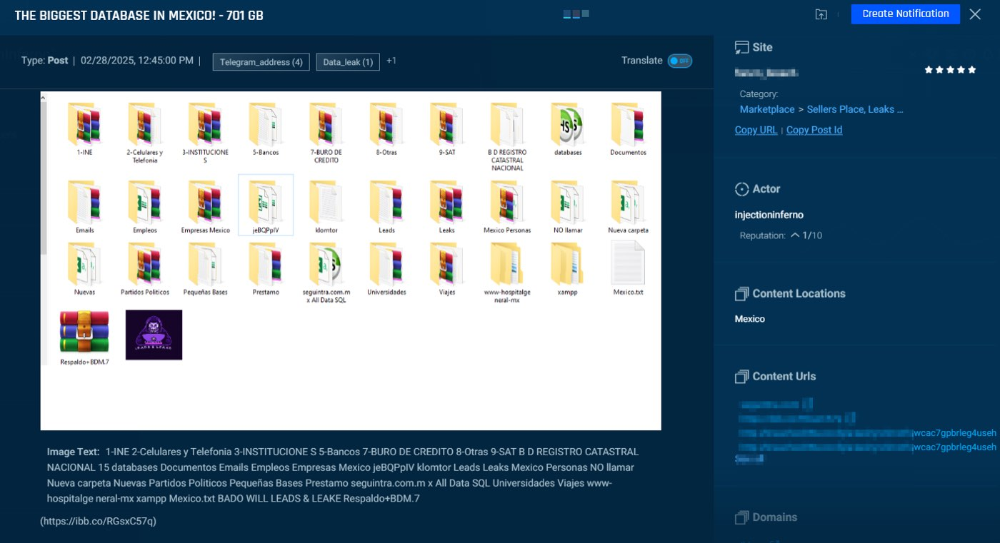 THE BIGGEST DATABASE IN MEXICO! - 701 GB
Create Notification
Type: Post | 02/28/2025, 12:45:00 PM |
Telegram_address (4)
Data_leak (1)
+1
Translate
OFF
1-INE
2-Celulares y
Telefonia
3-INSTITUCIONE
S
5-Bancos
7-BURO DE
CREDITO
8-Otras
9-SAT
B D REGISTRO
CATASTRAL
NACIONAL
databases
Documentos
Emails
Empleos
Empresas Mexico
jeBQPpIV
klomtor
Leads
Leaks
Mexico Personas
NO llamar
Nueva carpeta
Nuevas
Partidos Politicos
Pequeñas Bases
Prestamo
seguintra.com.m
x All Data SQL
Universidades
Viajes
www-hospitalge
neral-mx
xampp
Mexico.txt
Respaldo+BDM.7
LEADS & LEAKS
Image Text: 1-INE 2-Celulares y Telefonia 3-INSTITUCIONE S 5-Bancos 7-BURO DE CREDITO 8-Otras 9-SAT B D REGISTRO CATASTRAL
NACIONAL 15 databases Documentos Emails Empleos Empresas Mexico jeBQPpIV klomtor Leads Leaks Mexico Personas NO llamar
Nueva carpeta Nuevas Partidos Politicos Pequeñas Bases Prestamo seguintra.com.m x All Data SQL Universidades Viajes www-
hospitalge neral-mx xampp Mexico.txt BADO WILL LEADS & LEAKE Respaldo+BDM.7
(https://ibb.co/RGsxC57q)
Site
Category:
Marketplace > Sellers Place, Leaks ...
Copy URL | Copy Post Id
Actor
injectioninferno
Reputation: 1/10
Content Locations
Mexico
Content Urls
wcac7gpbrleg4useh
wcac7gpbrleg4useh
Domains